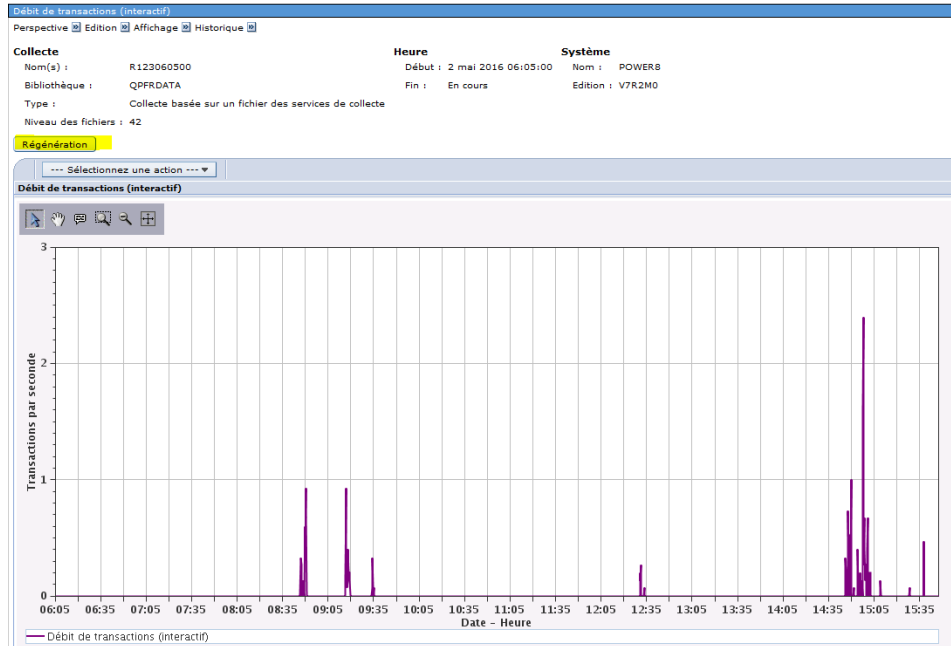 Débit de transactions (interactif)
Perspective Edition Affichage Historique
Collecte Heure Système
Nom(s) : R123060500 Début : 2 mai 2016 06:05:00 Nom : POWER8
Bibliothèque : QPFRDATA Fin : En cours Edition : V7R2M0
Type : Collecte basée sur un fichier des services de collecte
Niveau des fichiers : 42
Régénération
--- Sélectionnez une action ---
Débit de transactions (interactif)
3
2
1
0
Transactions par seconde
06:05 06:35 07:05 07:35 08:05 08:35 09:05 09:35 10:05 10:35 11:05 11:35 12:05 12:35 13:05 13:35 14:05 14:35 15:05 15:35
Date - Heure
Débit de transactions (interactif)